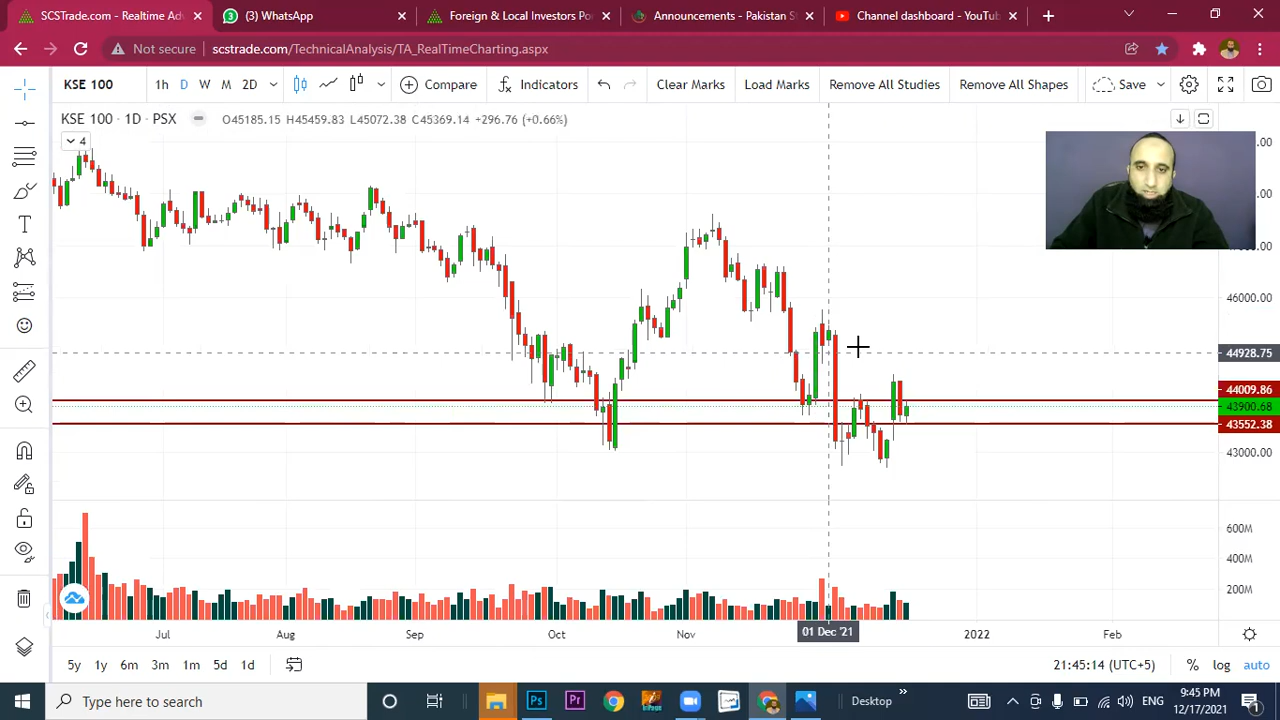 SCSTrade.com - Realtime Adv
(3) WhatsApp
Foreign & Local Investors Po
Announcements - Pakistan S
Channel dashboard - YouTu
Not secure
scstrade.com/TechnicalAnalysis/TA_RealTimeCharting.aspx
KSE 100
1h D W M 2D
Compare
Indicators
Clear Marks
Load Marks
Remove All Studies
Remove All Shapes
Save
KSE 100 · 1D · PSX
O45185.15 H45459.83 L45072.38 C45369.14 +296.76 (+0.66%)
4
46000.00
44928.75
44009.86
43900.68
43552.38
43000.00
600M
400M
200M
Jul
Aug
Sep
Oct
Nov
01 Dec '21
2022
Feb
5y 1y 6m 3m 1m 5d 1d
21:45:14 (UTC+5)
% log auto
Type here to search
Desktop
ENG
9:45 PM
12/17/2021